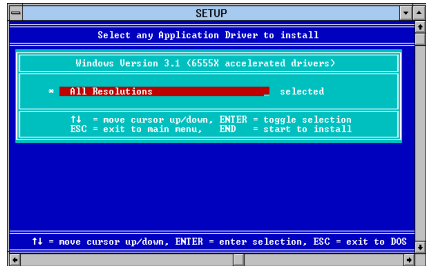 SETUP
Select any Application Driver to install
Windows Version 3.1 (6555X accelerated drivers)
* All Resolutions _ selected
↑↓ = move cursor up/down, ENTER = toggle selection
ESC = exit to main menu, END = start to install
↑↓ = move cursor up/down, ENTER = enter selection, ESC = exit to DOS